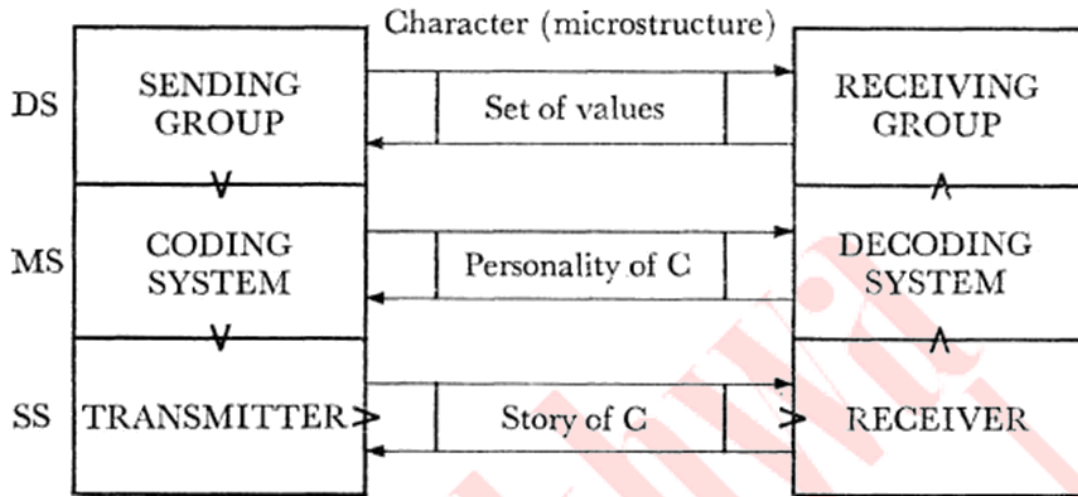 Character (microstructure)
DS
SENDING
GROUP
Set of values
RECEIVING
GROUP
MS
CODING
SYSTEM
Personality of C
DECODING
SYSTEM
SS
TRANSMITTER
Story of C
RECEIVER